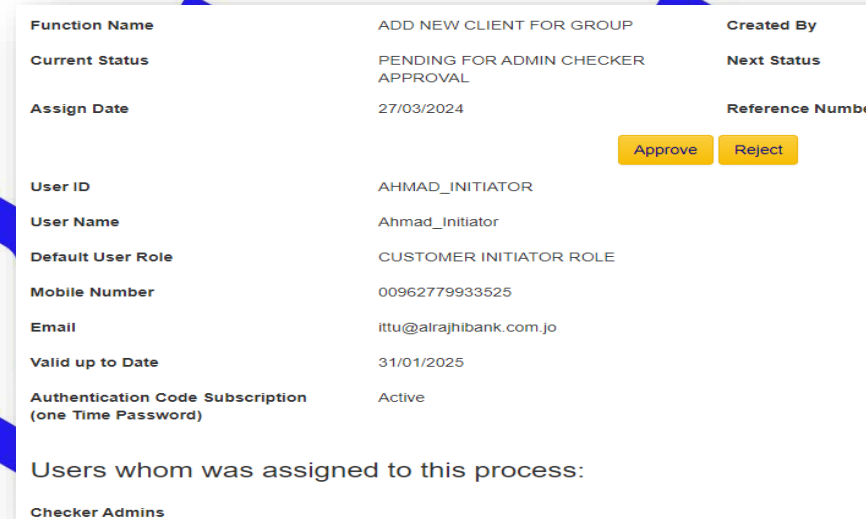 Function Name ADD NEW CLIENT FOR GROUP Created By
Current Status PENDING FOR ADMIN CHECKER Next Status
APPROVAL
Assign Date 27/03/2024 Reference Numbe
Approve Reject
User ID AHMAD_INITIATOR
User Name Ahmad_Initiator
Default User Role CUSTOMER INITIATOR ROLE
Mobile Number 00962779933525
Email ittu@alrajhibank.com.jo
Valid up to Date 31/01/2025
Authentication Code Subscription Active
(one Time Password)
Users whom was assigned to this process:
Checker Admins